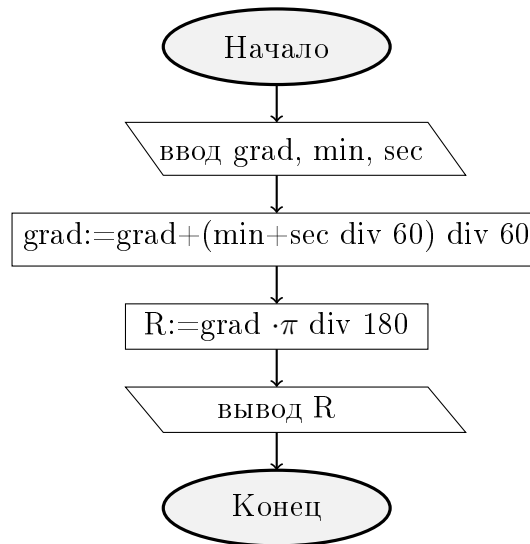 Начало
ввод grad, min, sec
grad:=grad+(min+sec div 60) div 60
R:=grad ·π div 180
вывод R
Конец